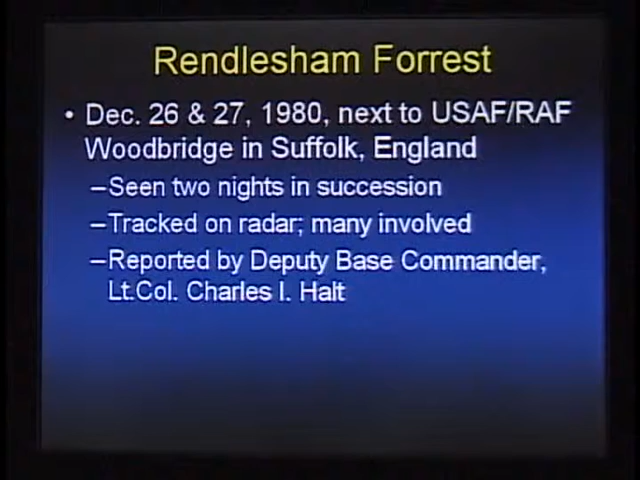 Rendlesham Forrest
• Dec. 26 & 27, 1980, next to USAF/RAF
Woodbridge in Suffolk, England
–Seen two nights in succession
–Tracked on radar; many involved
–Reported by Deputy Base Commander,
Lt.Col. Charles I. Halt